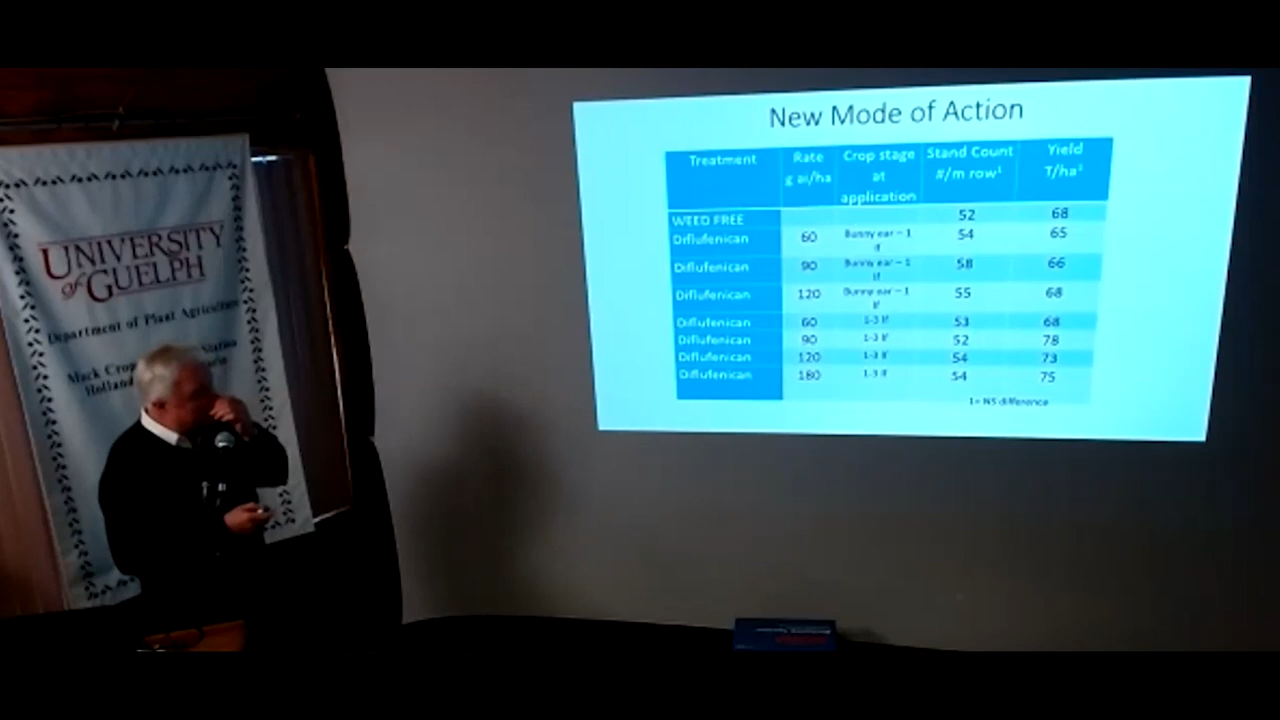 UNIVERSITY
of GUELPH
Department of Plant Agriculture
Muck Crops Station
Holland
New Mode of Action
Treatment Rate g ai/ha Crop stage at application Stand Count #/m row¹ Yield T/ha¹
WEED FREE 52 68
Diflufenican 60 Bunny ear – 1 lf 54 65
Diflufenican 90 Bunny ear – 1 lf 58 66
Diflufenican 120 Bunny ear – 1 lf 55 68
Diflufenican 60 1-3 lf 53 68
Diflufenican 90 1-3 lf 52 78
Diflufenican 120 1-3 lf 54 73
Diflufenican 180 1-3 lf 54 75
1= NS difference